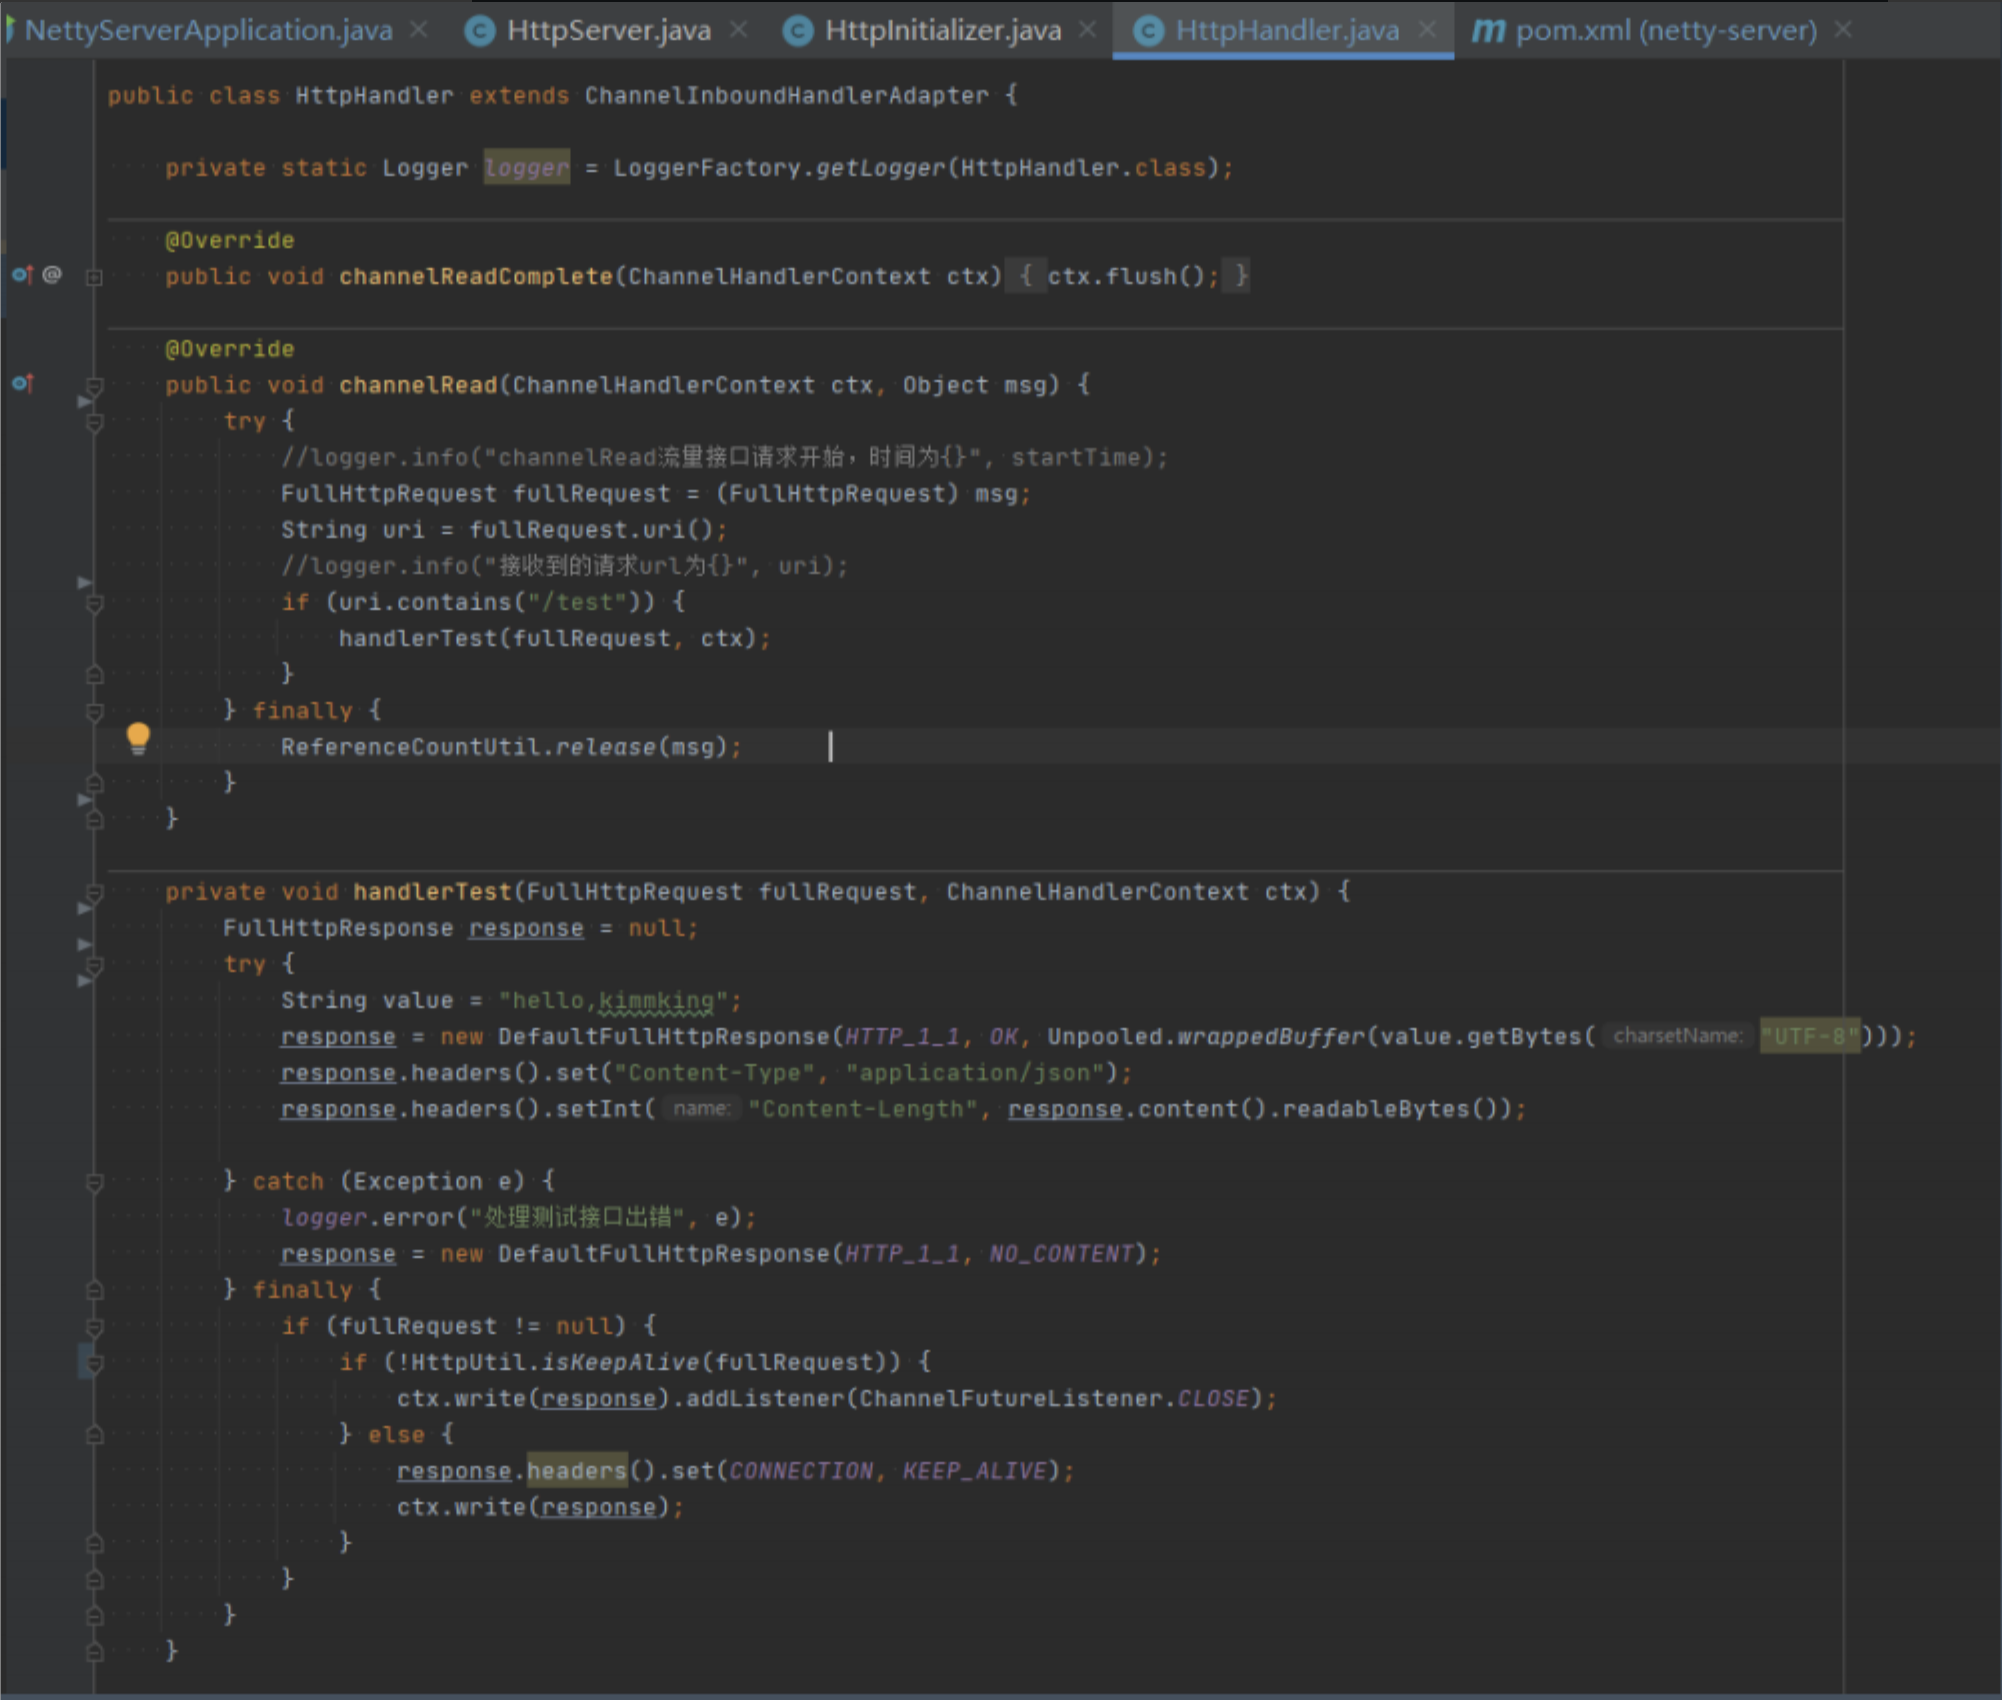 NettyServerApplication.java HttpServer.java HttpInitializer.java HttpHandler.java pom.xml (netty-server)
public class HttpHandler extends ChannelInboundHandlerAdapter {
private static Logger logger = LoggerFactory.getLogger(HttpHandler.class);
@Override
public void channelReadComplete(ChannelHandlerContext ctx) { ctx.flush(); }
@Override
public void channelRead(ChannelHandlerContext ctx, Object msg) {
try {
//logger.info("channelRead流量接口请求开始，时间为{}", startTime);
FullHttpRequest fullRequest = (FullHttpRequest) msg;
String uri = fullRequest.uri();
//logger.info("接收到的请求url为{}", uri);
if (uri.contains("/test")) {
handlerTest(fullRequest, ctx);
}
} finally {
ReferenceCountUtil.release(msg);
}
}
private void handlerTest(FullHttpRequest fullRequest, ChannelHandlerContext ctx) {
FullHttpResponse response = null;
try {
String value = "hello,kimmking";
response = new DefaultFullHttpResponse(HTTP_1_1, OK, Unpooled.wrappedBuffer(value.getBytes( charsetName: "UTF-8")));
response.headers().set("Content-Type", "application/json");
response.headers().setInt( name: "Content-Length", response.content().readableBytes());
} catch (Exception e) {
logger.error("处理测试接口出错", e);
response = new DefaultFullHttpResponse(HTTP_1_1, NO_CONTENT);
} finally {
if (fullRequest != null) {
if (!HttpUtil.isKeepAlive(fullRequest)) {
ctx.write(response).addListener(ChannelFutureListener.CLOSE);
} else {
response.headers().set(CONNECTION, KEEP_ALIVE);
ctx.write(response);
}
}
}
}